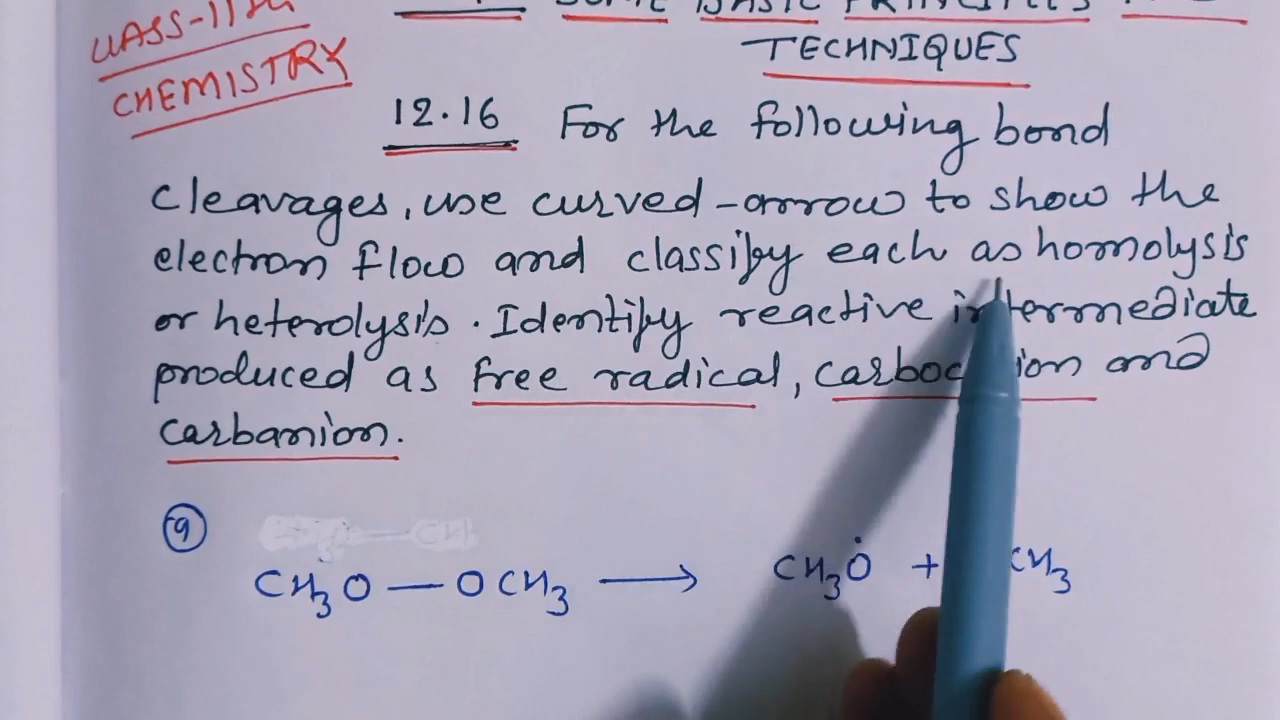 CHEMISTRY
TECHNIQUES
12.16 For the following bond
cleavages, use curved-arrow to show the
electron flow and classify each as homolysis
or heterolysis. Identify reactive intermediate
produced as free radical, carbocation and
carbanion.
a
CH₃O — OCH₃ ⟶ CH₃Ȯ + CH₃